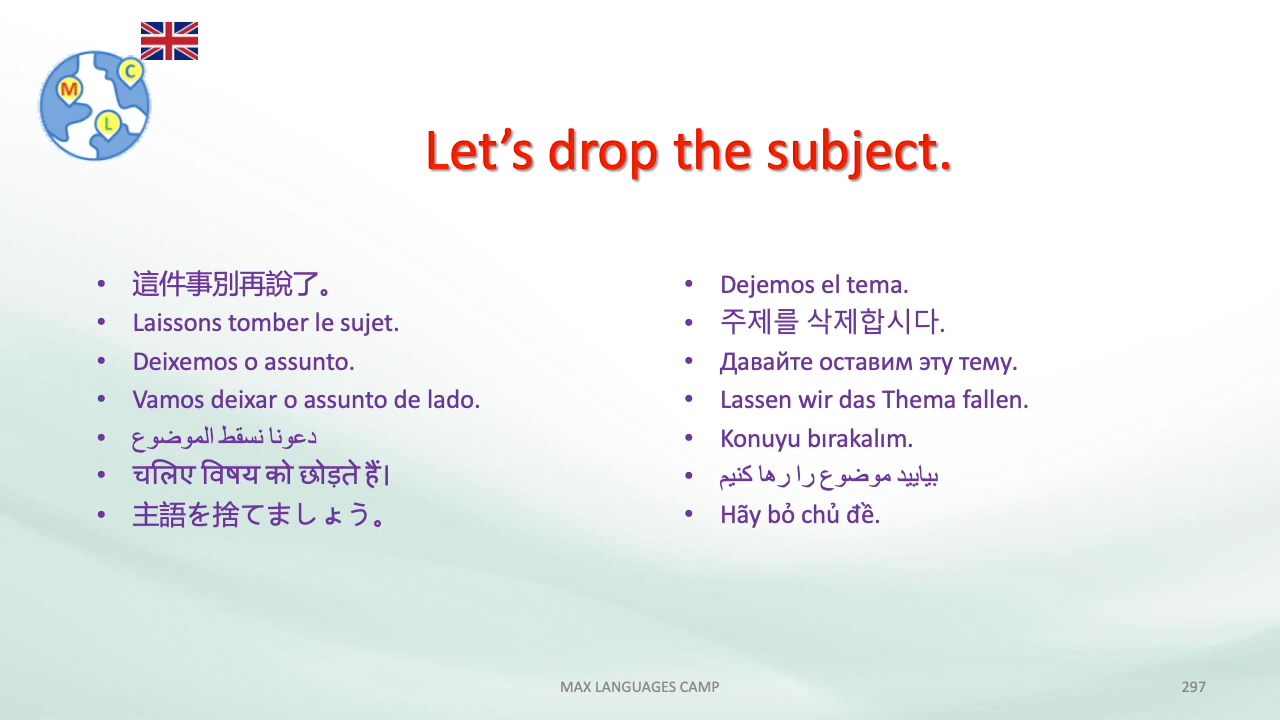 C
M
L
Let’s drop the subject.
• 這件事別再說了。
• Laissons tomber le sujet.
• Deixemos o assunto.
• Vamos deixar o assunto de lado.
• دعونا نسقط الموضوع
• चलिए विषय को छोड़ते हैं|
• 主語を捨てましょう。
• Dejemos el tema.
• 주제를 삭제합시다.
• Давайте оставим эту тему.
• Lassen wir das Thema fallen.
• Konuyu bırakalım.
• بیایید موضوع را رها کنیم
• Hãy bỏ chủ đề.
MAX LANGUAGES CAMP
297